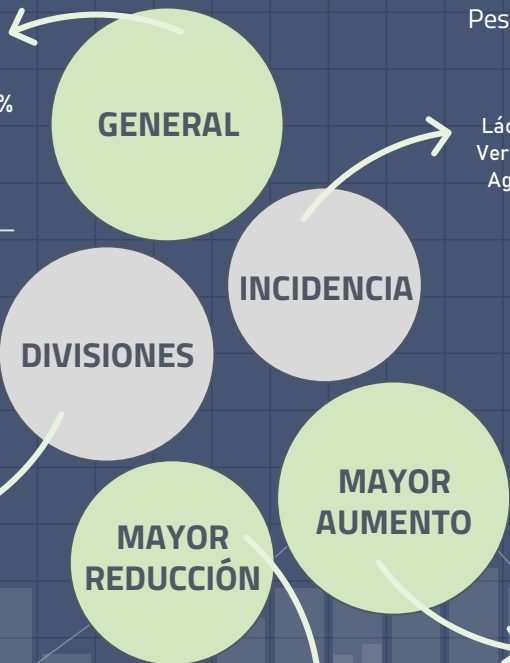 Pes
%
GENERAL
Lác
Ver
Ag
INCIDENCIA
DIVISIONES
MAYOR
AUMENTO
MAYOR
REDUCCIÓN